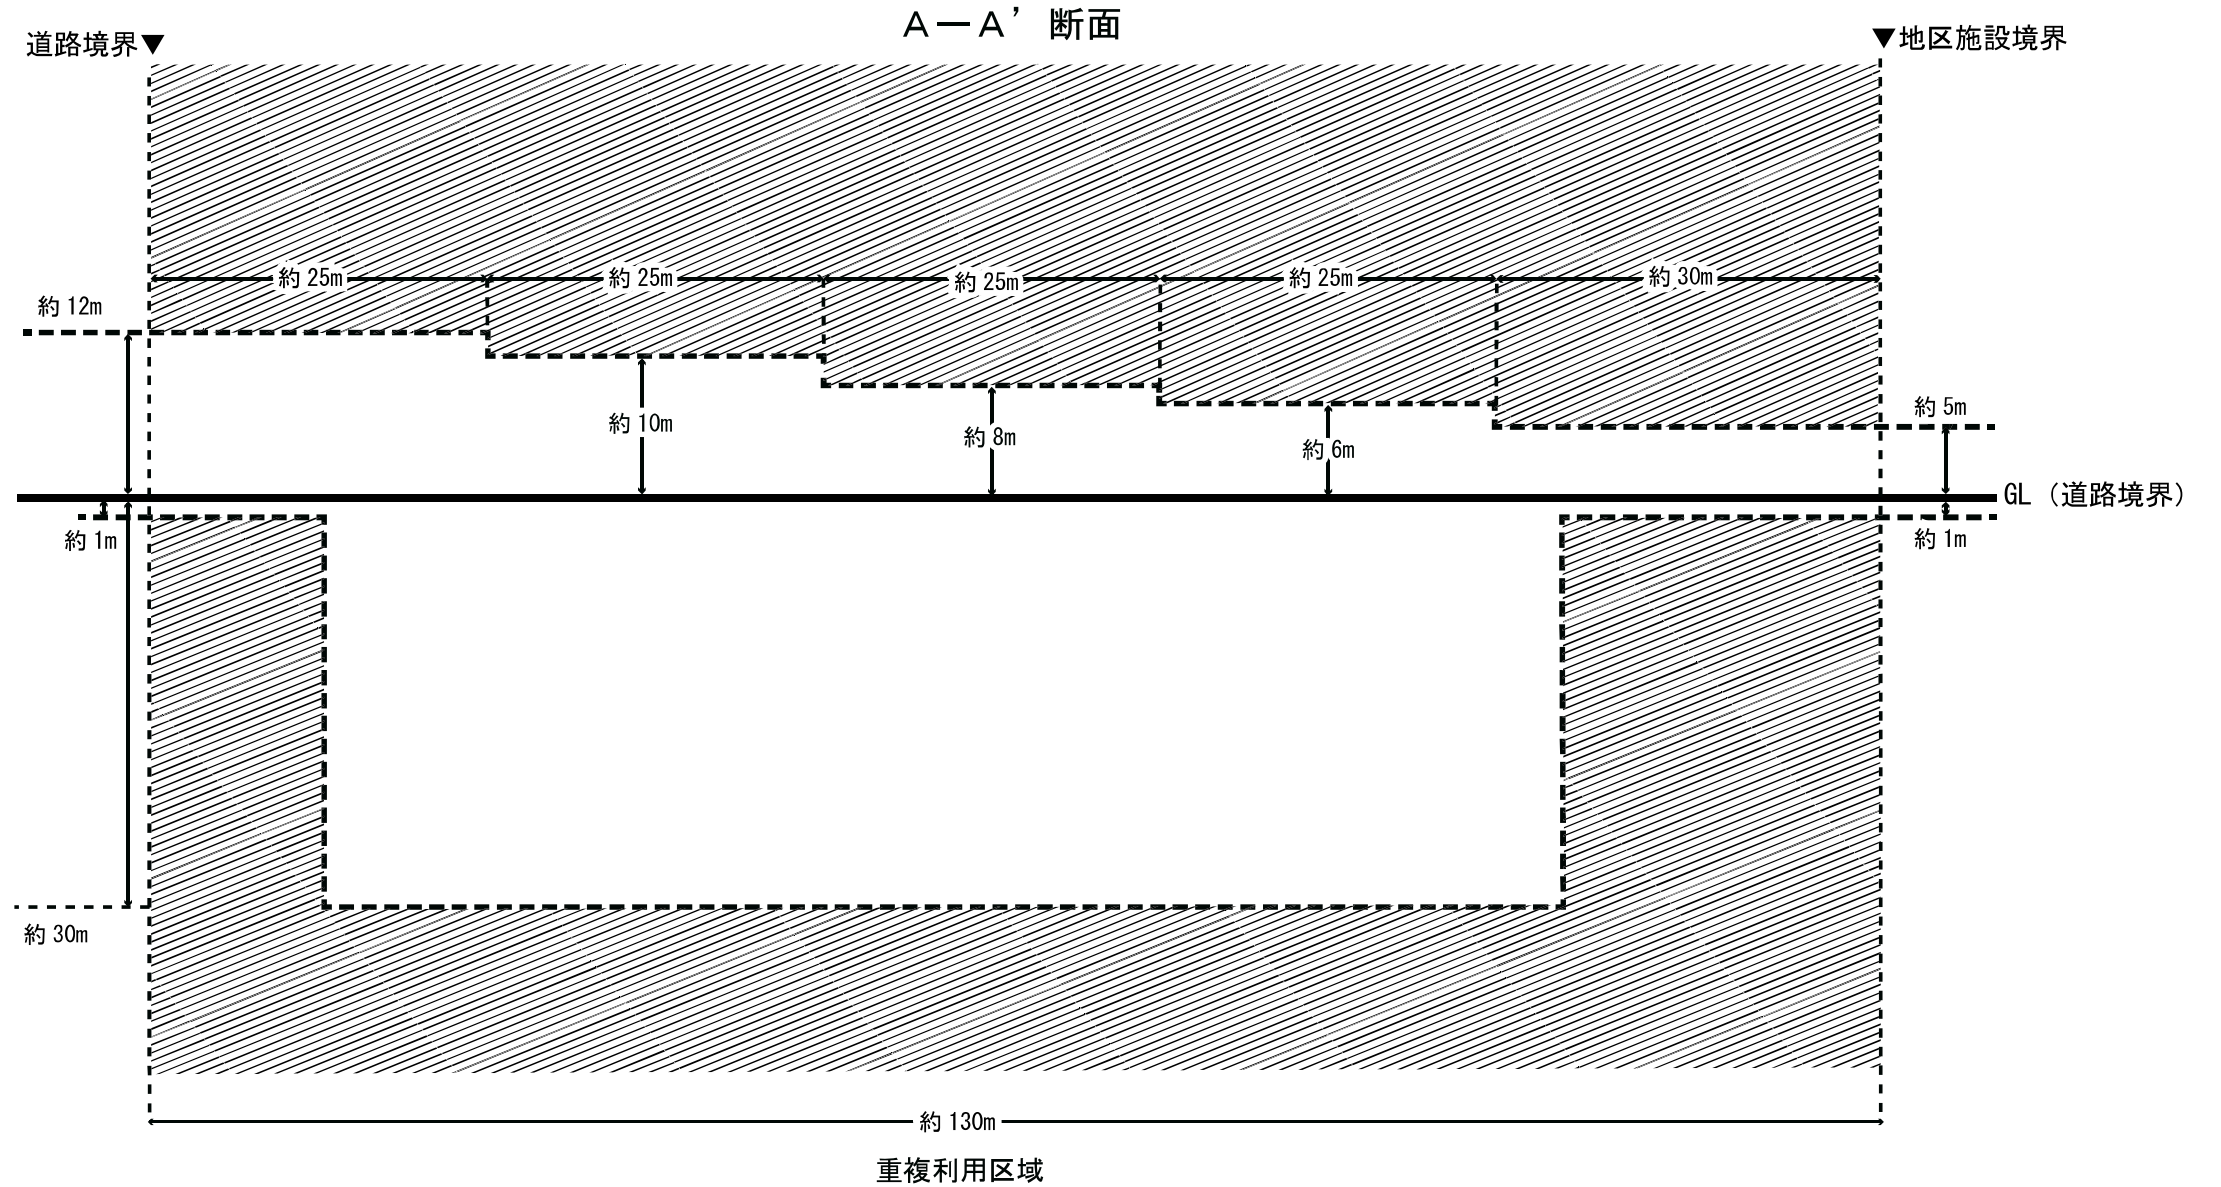 A－A’ 断面
道路境界▼
▼地区施設境界
約 25m
約 25m
約 25m
約 25m
約 30m
約 12m
約 10m
約 8m
約 6m
約 5m
GL（道路境界）
約 1m
約 1m
約 30m
約 130m
重複利用区域